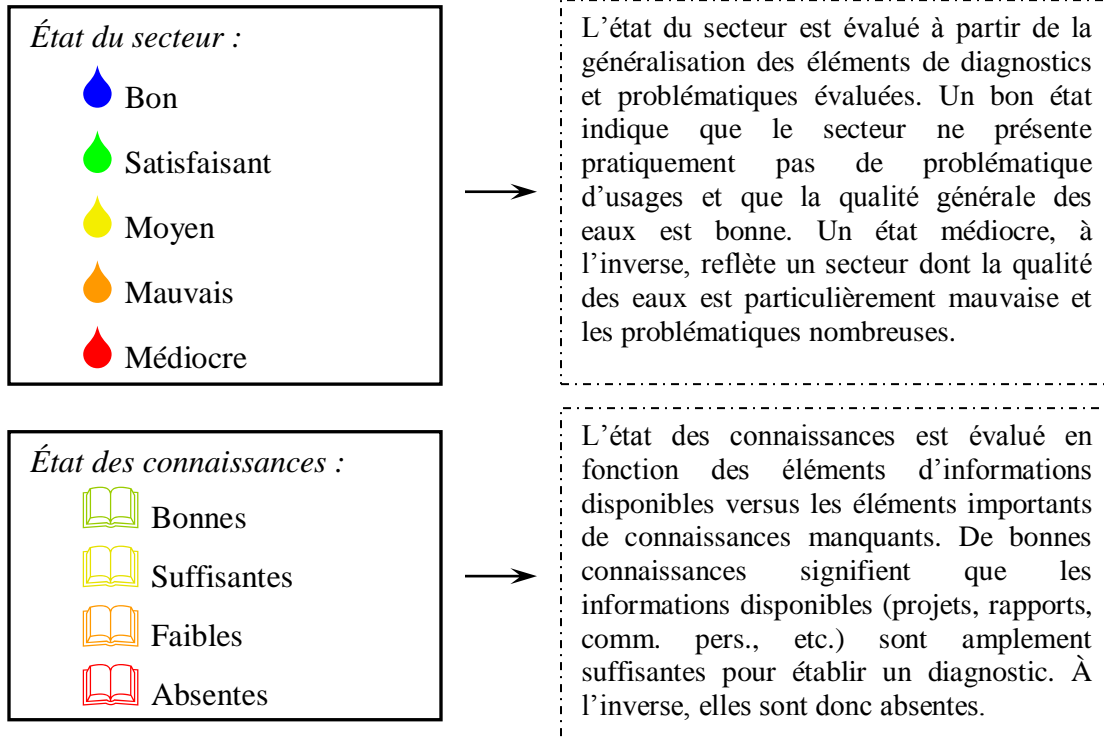 État du secteur :
Bon
Satisfaisant
Moyen
Mauvais
Médiocre
L’état du secteur est évalué à partir de la
généralisation des éléments de diagnostics
et problématiques évaluées. Un bon état
indique que le secteur ne présente
pratiquement pas de problématique
d’usages et que la qualité générale des
eaux est bonne. Un état médiocre, à
l’inverse, reflète un secteur dont la qualité
des eaux est particulièrement mauvaise et
les problématiques nombreuses.
État des connaissances :
Bonnes
Suffisantes
Faibles
Absentes
L’état des connaissances est évalué en
fonction des éléments d’informations
disponibles versus les éléments importants
de connaissances manquants. De bonnes
connaissances signifient que les
informations disponibles (projets, rapports,
comm. pers., etc.) sont amplement
suffisantes pour établir un diagnostic. À
l’inverse, elles sont donc absentes.